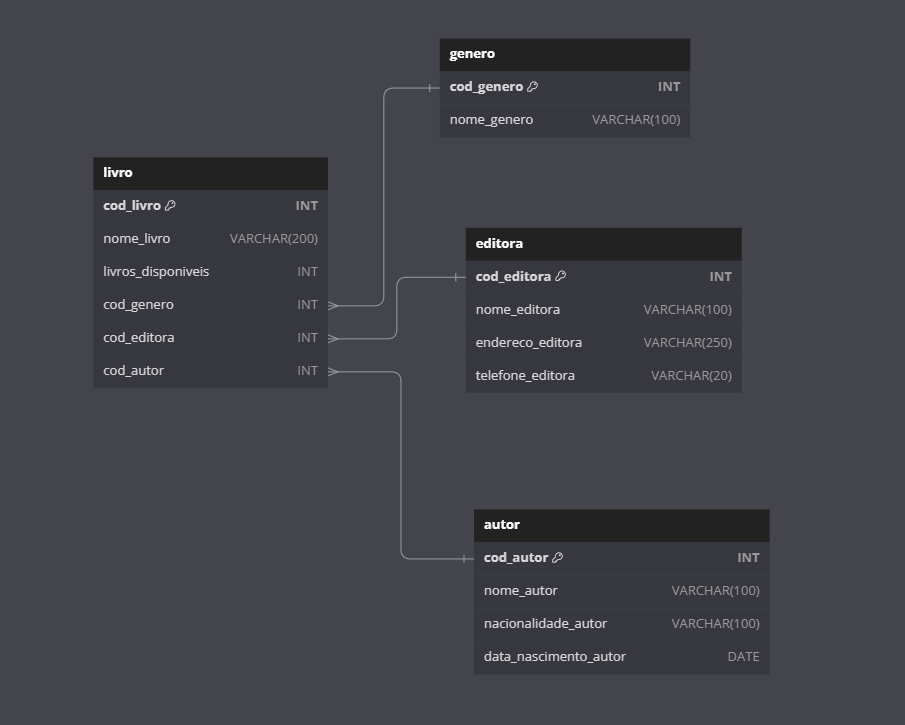 genero
cod_genero INT
nome_genero VARCHAR(100)
livro
cod_livro INT
nome_livro VARCHAR(200)
livros_disponiveis INT
cod_genero INT
cod_editora INT
cod_autor INT
editora
cod_editora INT
nome_editora VARCHAR(100)
endereco_editora VARCHAR(250)
telefone_editora VARCHAR(20)
autor
cod_autor INT
nome_autor VARCHAR(100)
nacionalidade_autor VARCHAR(100)
data_nascimento_autor DATE